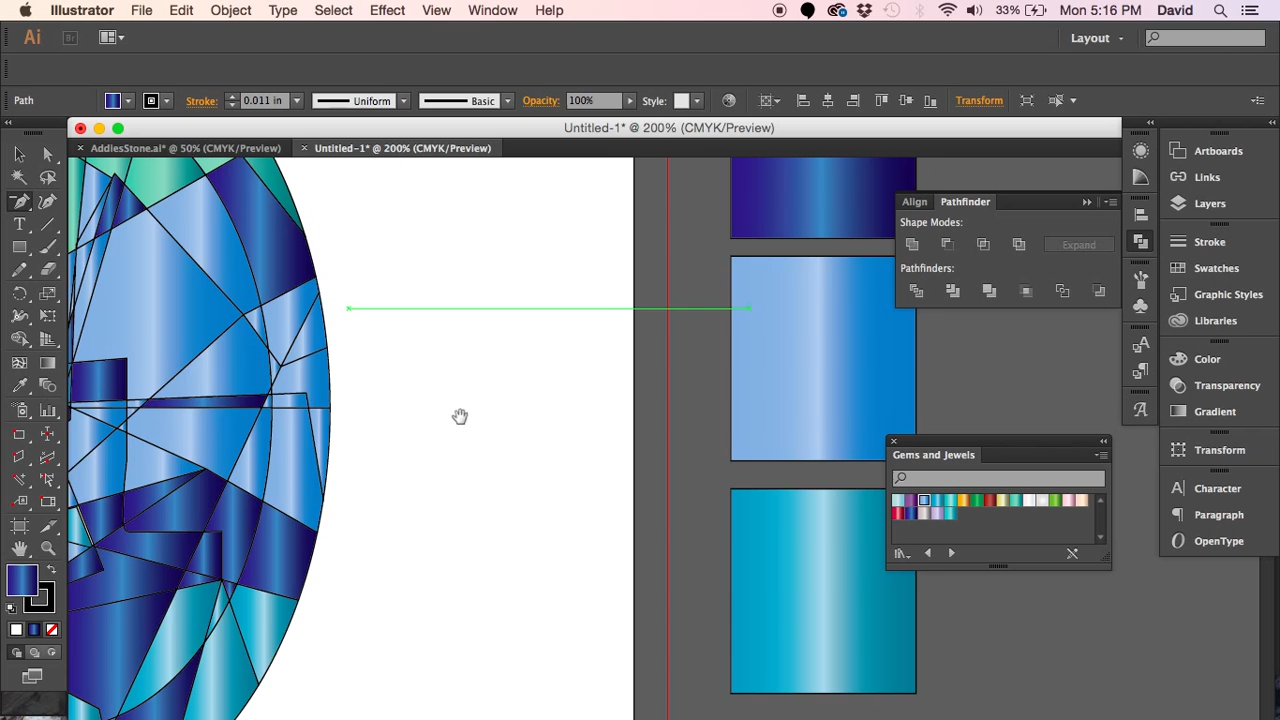 Illustrator File Edit Object Type Select Effect View Window Help 33% Mon 5:16 PM David
Ai Br Layout
Path Stroke: 0.011 in Uniform Basic Opacity: 100% Style: Transform
Untitled-1* @ 200% (CMYK/Preview)
AddlesStone.ai* @ 50% (CMYK/Preview) Untitled-1* @ 200% (CMYK/Preview)
Align Pathfinder
Shape Modes:
Expand
Pathfinders:
Gems and Jewels
Artboards
Links
Layers
Stroke
Swatches
Graphic Styles
Libraries
Color
Transparency
Gradient
Transform
Character
Paragraph
OpenType